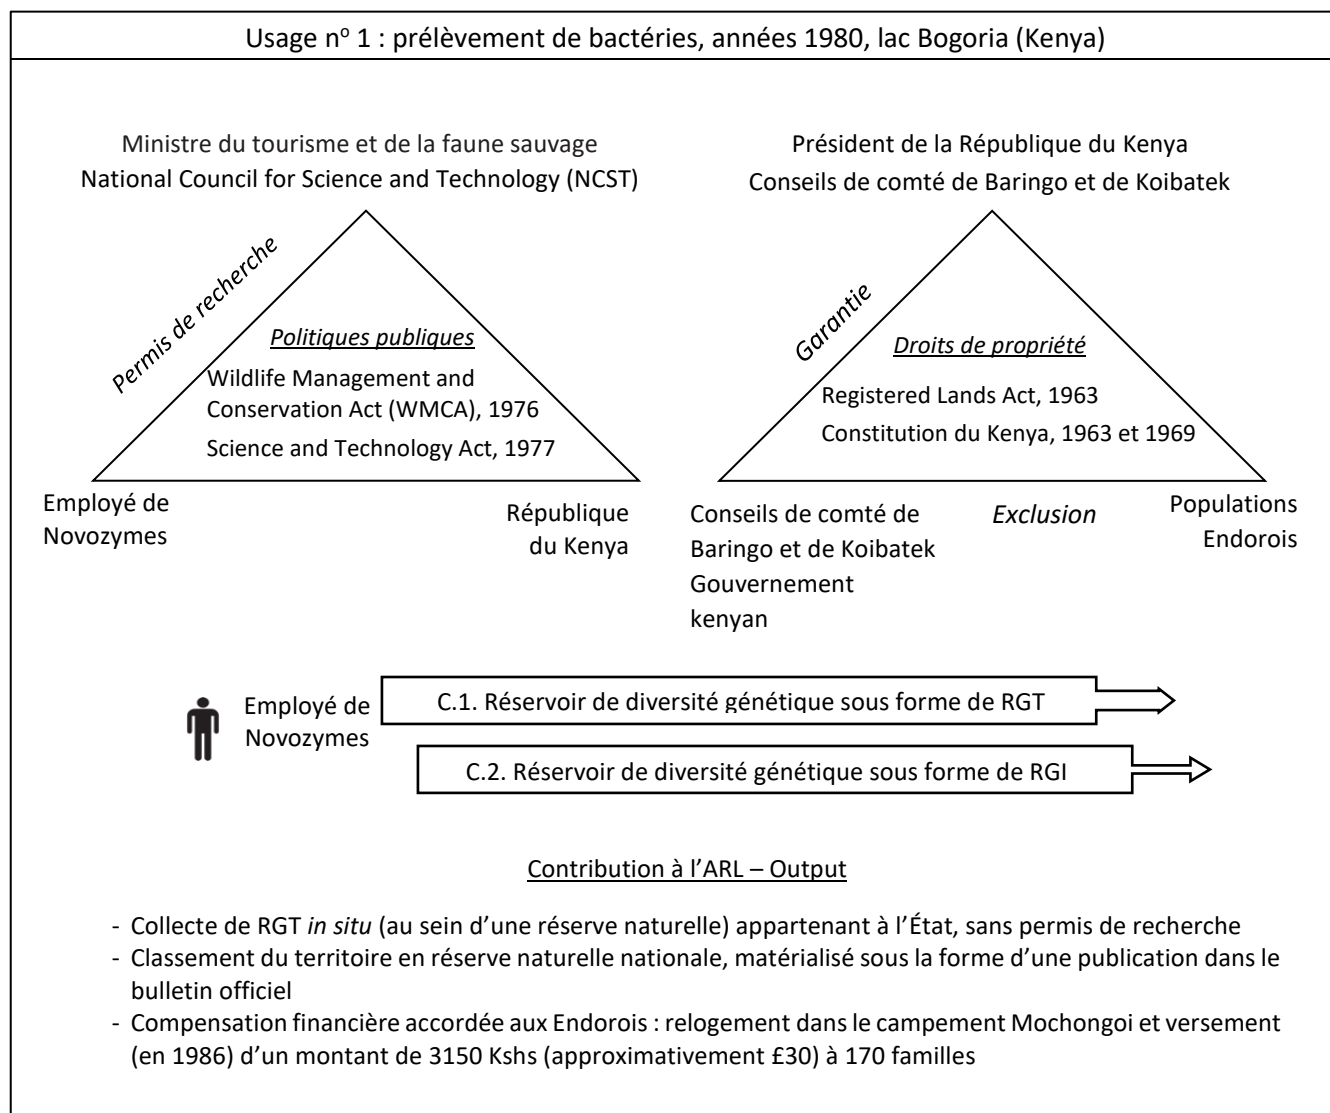 Usage nº 1 : prélèvement de bactéries, années 1980, lac Bogoria (Kenya)
Ministre du tourisme et de la faune sauvage
National Council for Science and Technology (NCST)
Permis de recherche
Politiques publiques
Wildlife Management and
Conservation Act (WMCA), 1976
Science and Technology Act, 1977
Employé de
Novozymes
République
du Kenya
Président de la République du Kenya
Conseils de comté de Baringo et de Koibatek
Garantie
Droits de propriété
Registered Lands Act, 1963
Constitution du Kenya, 1963 et 1969
Conseils de comté de
Baringo et de Koibatek
Gouvernement
kenyan
Exclusion
Populations
Endorois
Employé de
Novozymes
C.1. Réservoir de diversité génétique sous forme de RGT
C.2. Réservoir de diversité génétique sous forme de RGI
Contribution à l’ARL – Output
- Collecte de RGT in situ (au sein d’une réserve naturelle) appartenant à l’État, sans permis de recherche
- Classement du territoire en réserve naturelle nationale, matérialisé sous la forme d’une publication dans le
bulletin officiel
- Compensation financière accordée aux Endorois : relogement dans le campement Mochongoi et versement
(en 1986) d’un montant de 3150 Kshs (approximativement £30) à 170 familles